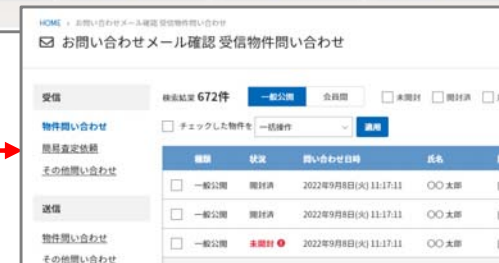 HOME › お問い合わせメール確認 受信物件問い合わせ
お問い合わせメール確認 受信物件問い合わせ
受信
物件問い合わせ
簡易査定依頼
その他問い合わせ
送信
物件問い合わせ
その他問い合わせ
検索結果 672件 一般公開 会員間 未開封 開封済
チェックした物件を 一括操作 適用
種類 状況 問い合わせ日時 氏名
一般公開 開封済 2022年9月8日(火) 11:17:11 〇〇 太郎
一般公開 開封済 2022年9月8日(火) 11:17:11 〇〇 太郎
一般公開 未開封 2022年9月8日(火) 11:17:11 〇〇 太郎